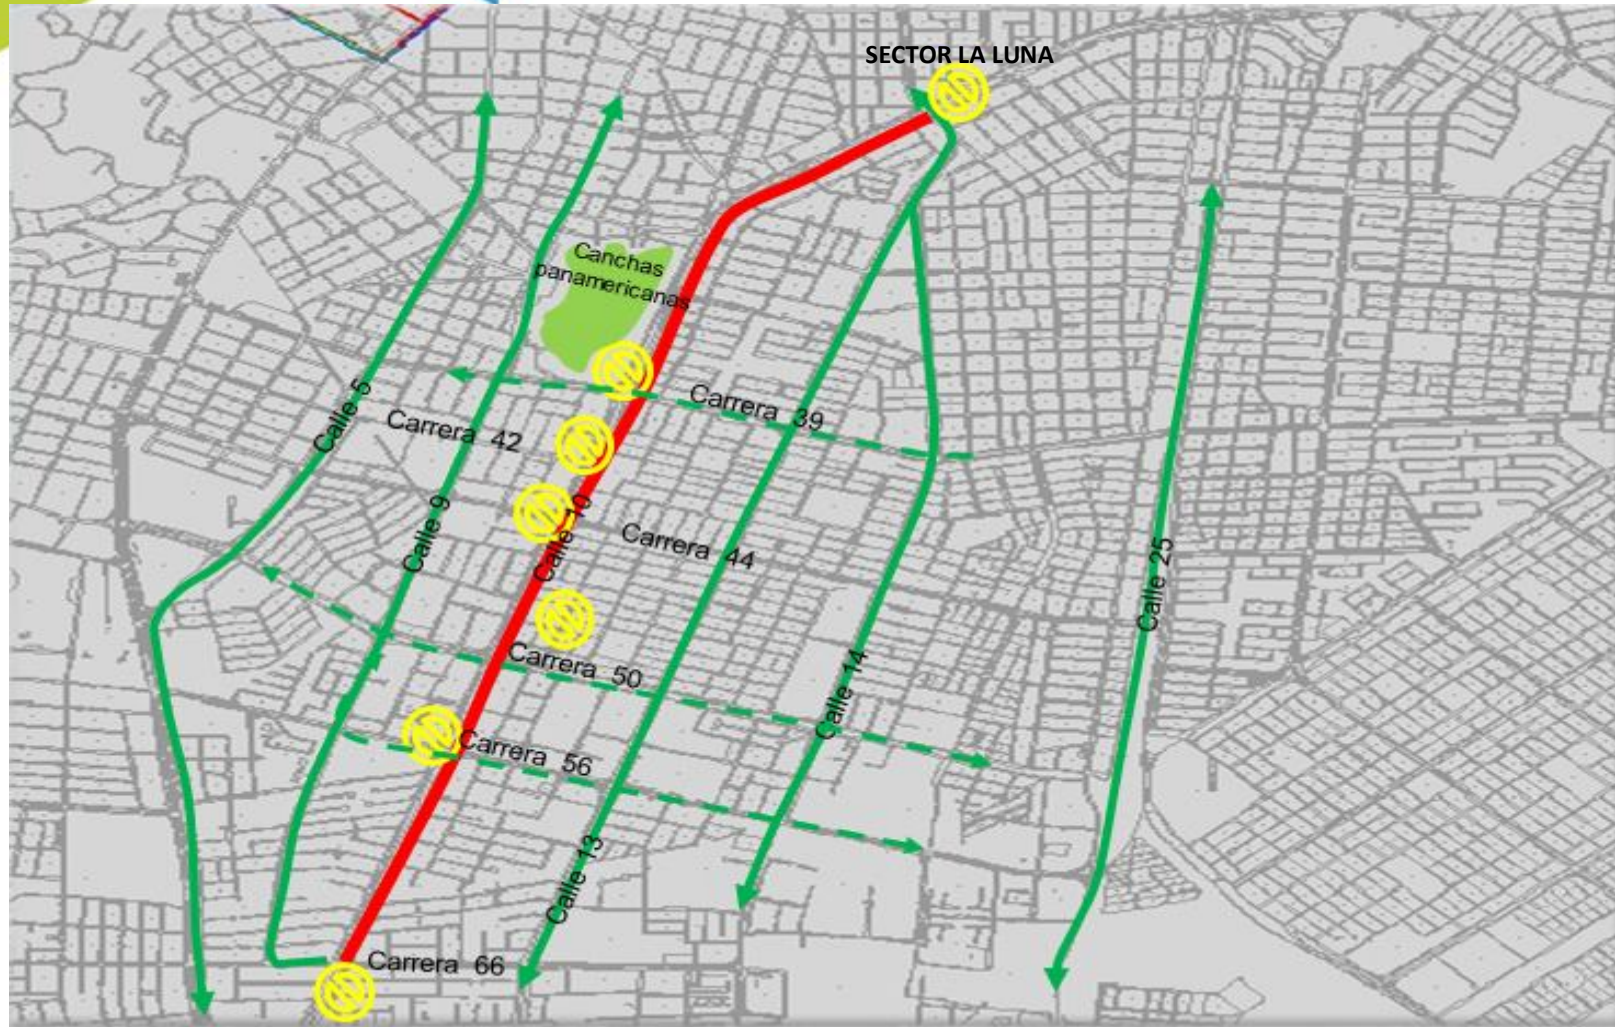 SECTOR LA LUNA
Canchas
panamericanas
Calle 5
Carrera 42
Carrera 39
Calle 9
Calle 10
Carrera 44
Calle 25
Carrera 50
Calle 14
Carrera 56
Calle 13
Carrera 66